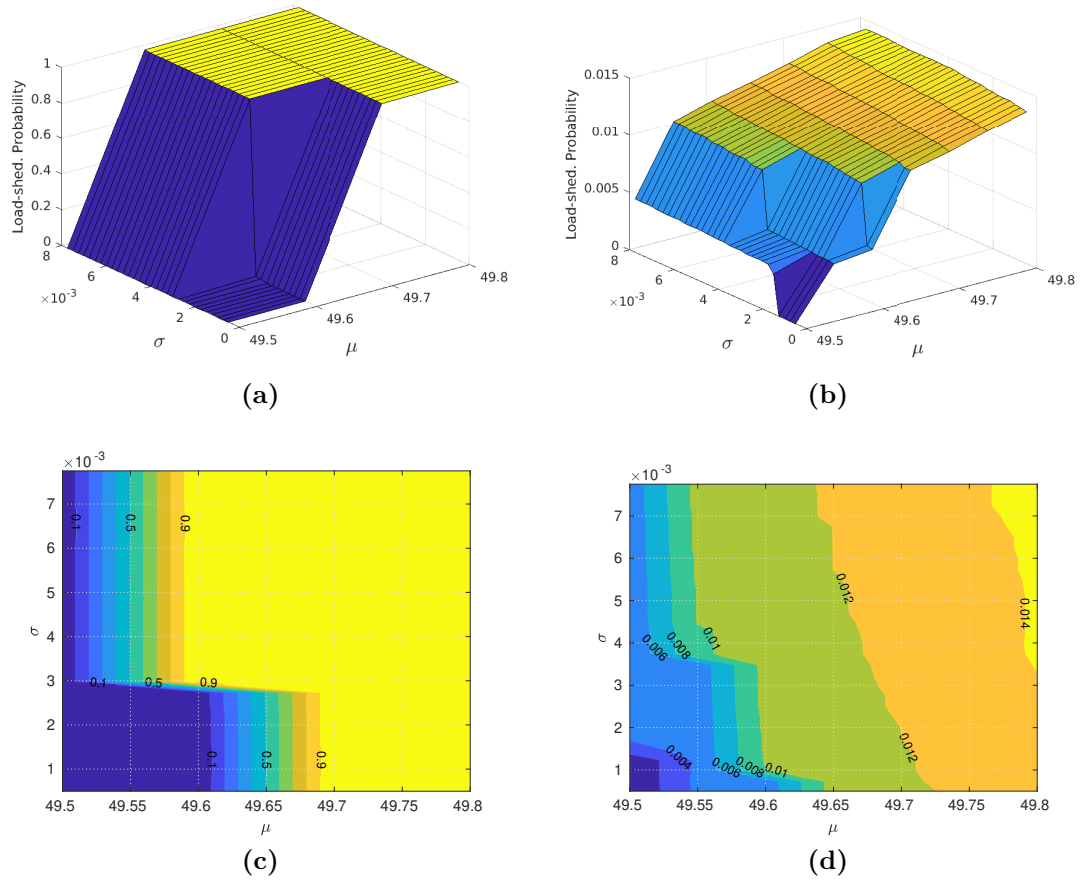 Load-shed. Probability
1
0.8
0.6
0.4
0.2
0
8
6
4
2
0
×10⁻³
σ
49.5
49.6
49.7
49.8
μ
(a)
Load-shed. Probability
0.015
0.01
0.005
0
8
6
4
2
0
×10⁻³
σ
49.5
49.6
49.7
49.8
μ
(b)
×10⁻³
7
6
5
4
3
2
1
σ
0.1 0.5 0.9
0.1 0.5 0.9
0.1 0.5 0.9
49.5 49.55 49.6 49.65 49.7 49.75 49.8
μ
(c)
×10⁻³
7
6
5
4
3
2
1
σ
0.012
0.014
0.01
0.006 0.008
0.012
0.004
0.006 0.008 0.01
49.5 49.55 49.6 49.65 49.7 49.75 49.8
μ
(d)